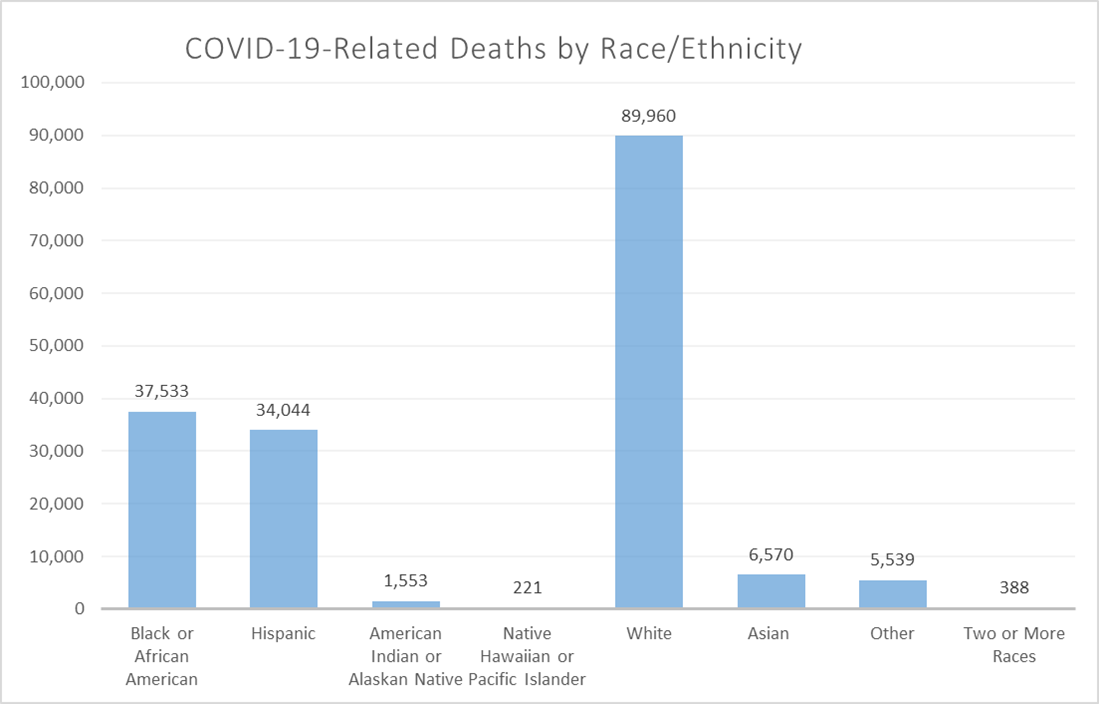 COVID-19-Related Deaths by Race/Ethnicity
100,000
90,000
80,000
70,000
60,000
50,000
40,000
30,000
20,000
10,000
0
37,533
34,044
1,553
221
89,960
6,570
5,539
388
Black or
African
American
Hispanic
American
Indian or
Alaskan Native
Native
Hawaiian or
Pacific Islander
White
Asian
Other
Two or More
Races